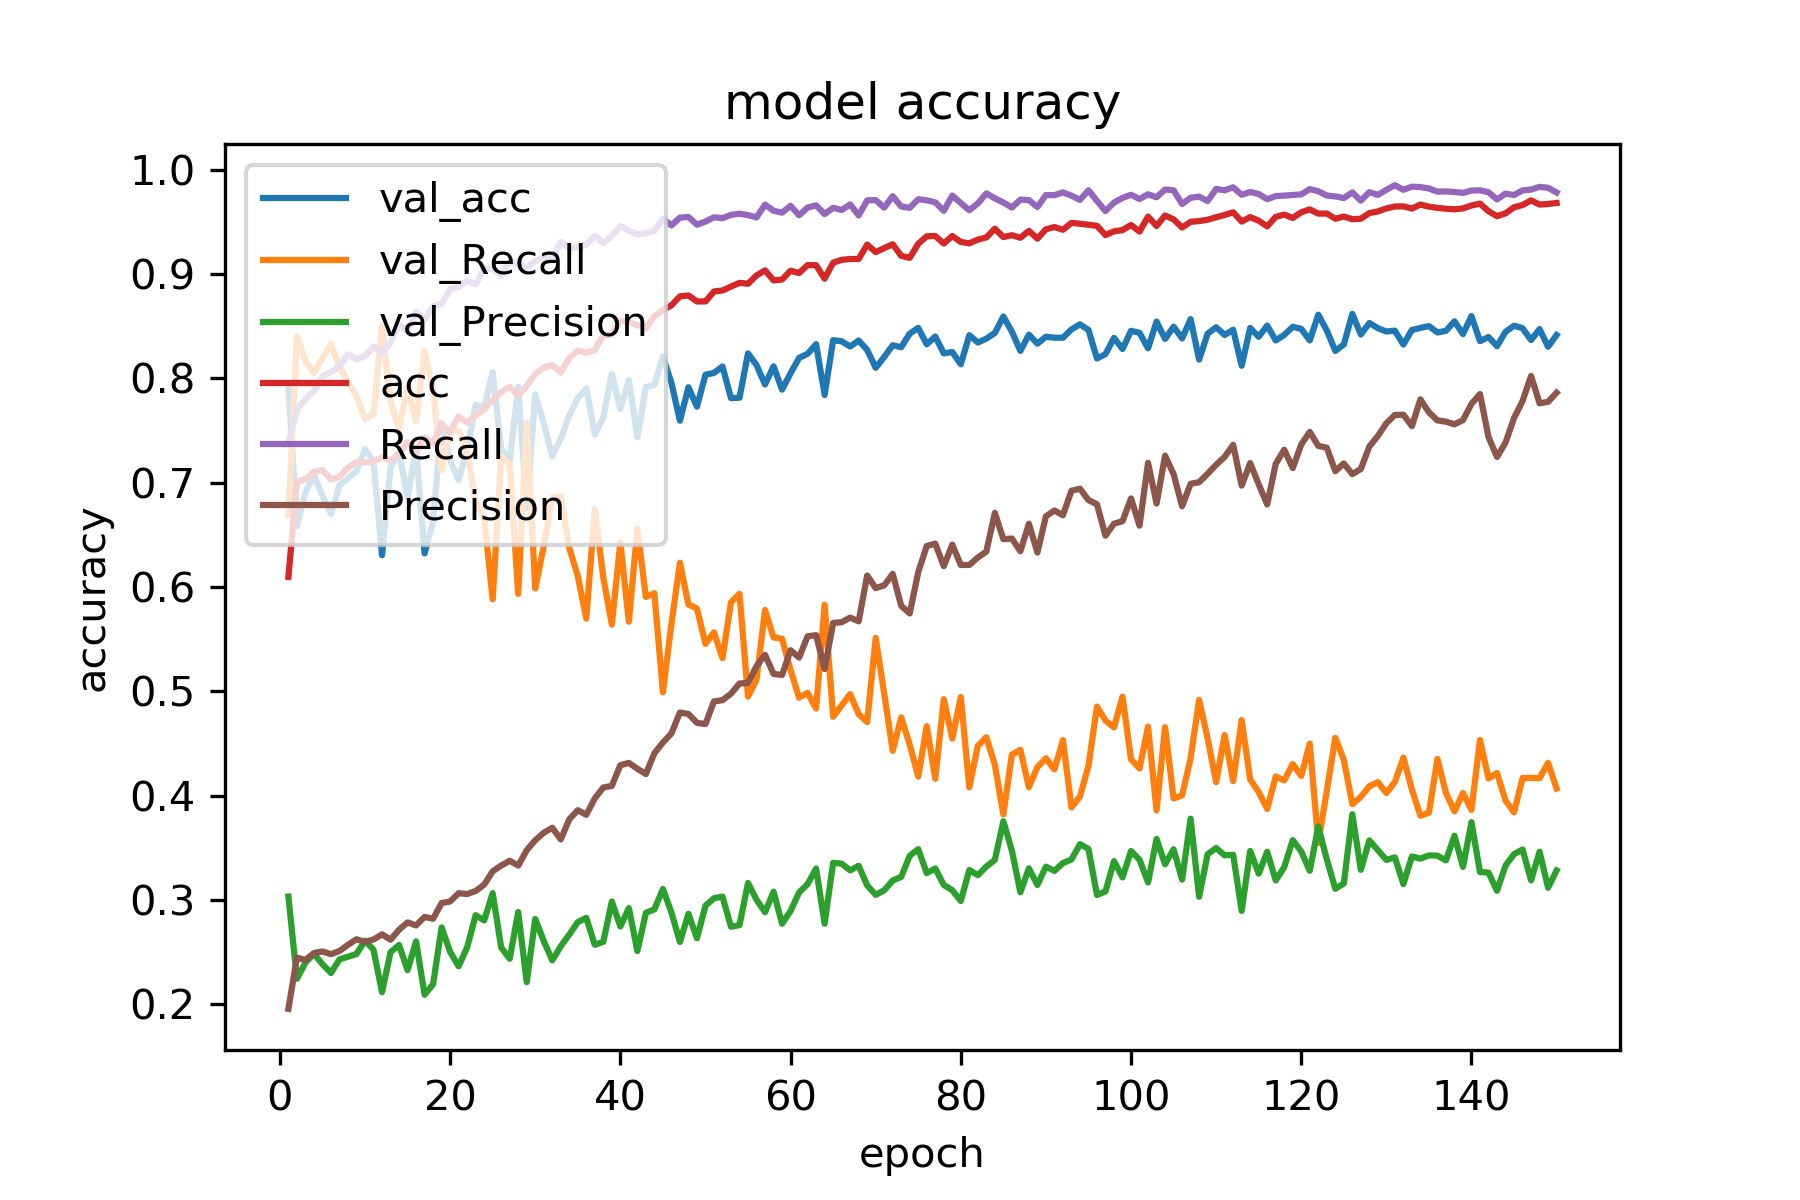 model accuracy
val_acc
val_Recall
val_Precision
acc
Recall
Precision
accuracy
1.0
0.9
0.8
0.7
0.6
0.5
0.4
0.3
0.2
0 20 40 60 80 100 120 140
epoch